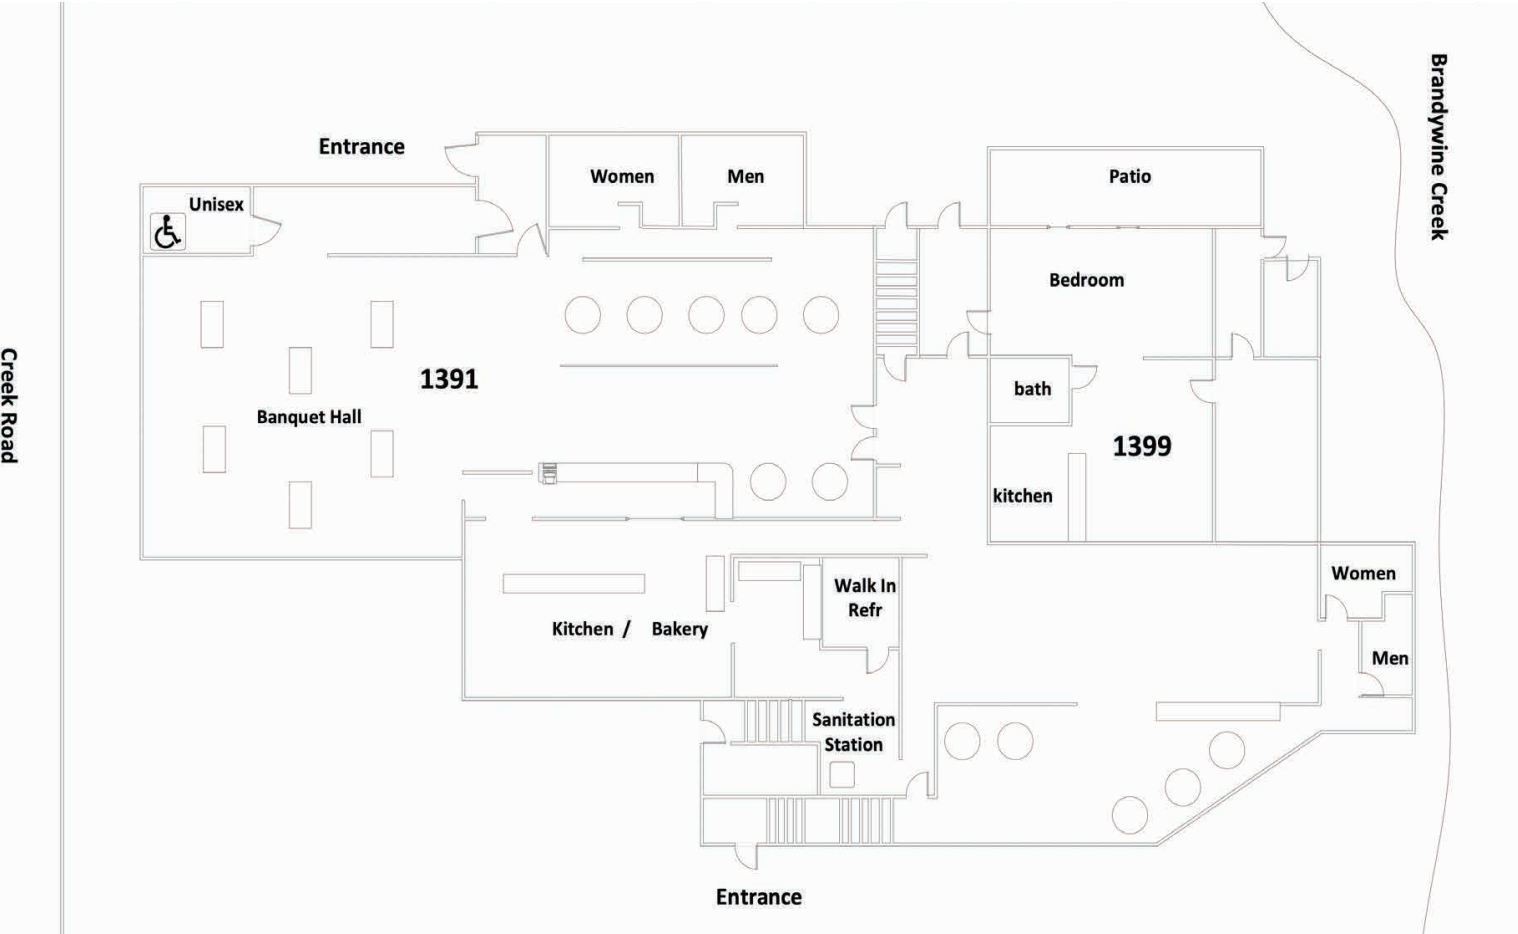 Brandywine Creek
Entrance
Women
Men
Patio
Unisex
Bedroom
1391
bath
Banquet Hall
Creek Road
1399
kitchen
Women
Walk In
Refr
Kitchen / Bakery
Men
Sanitation
Station
Entrance